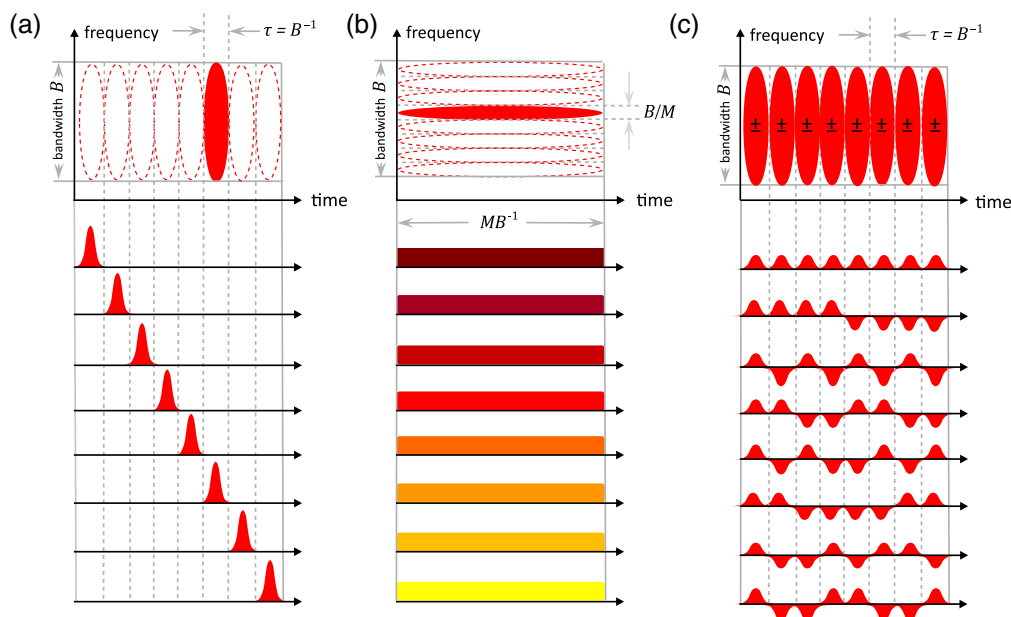 (a)
frequency
τ = B⁻¹
bandwidth B
time
(b)
frequency
bandwidth B
B/M
time
MB⁻¹
(c)
frequency
τ = B⁻¹
bandwidth B
± ± ± ± ± ± ± ±
time